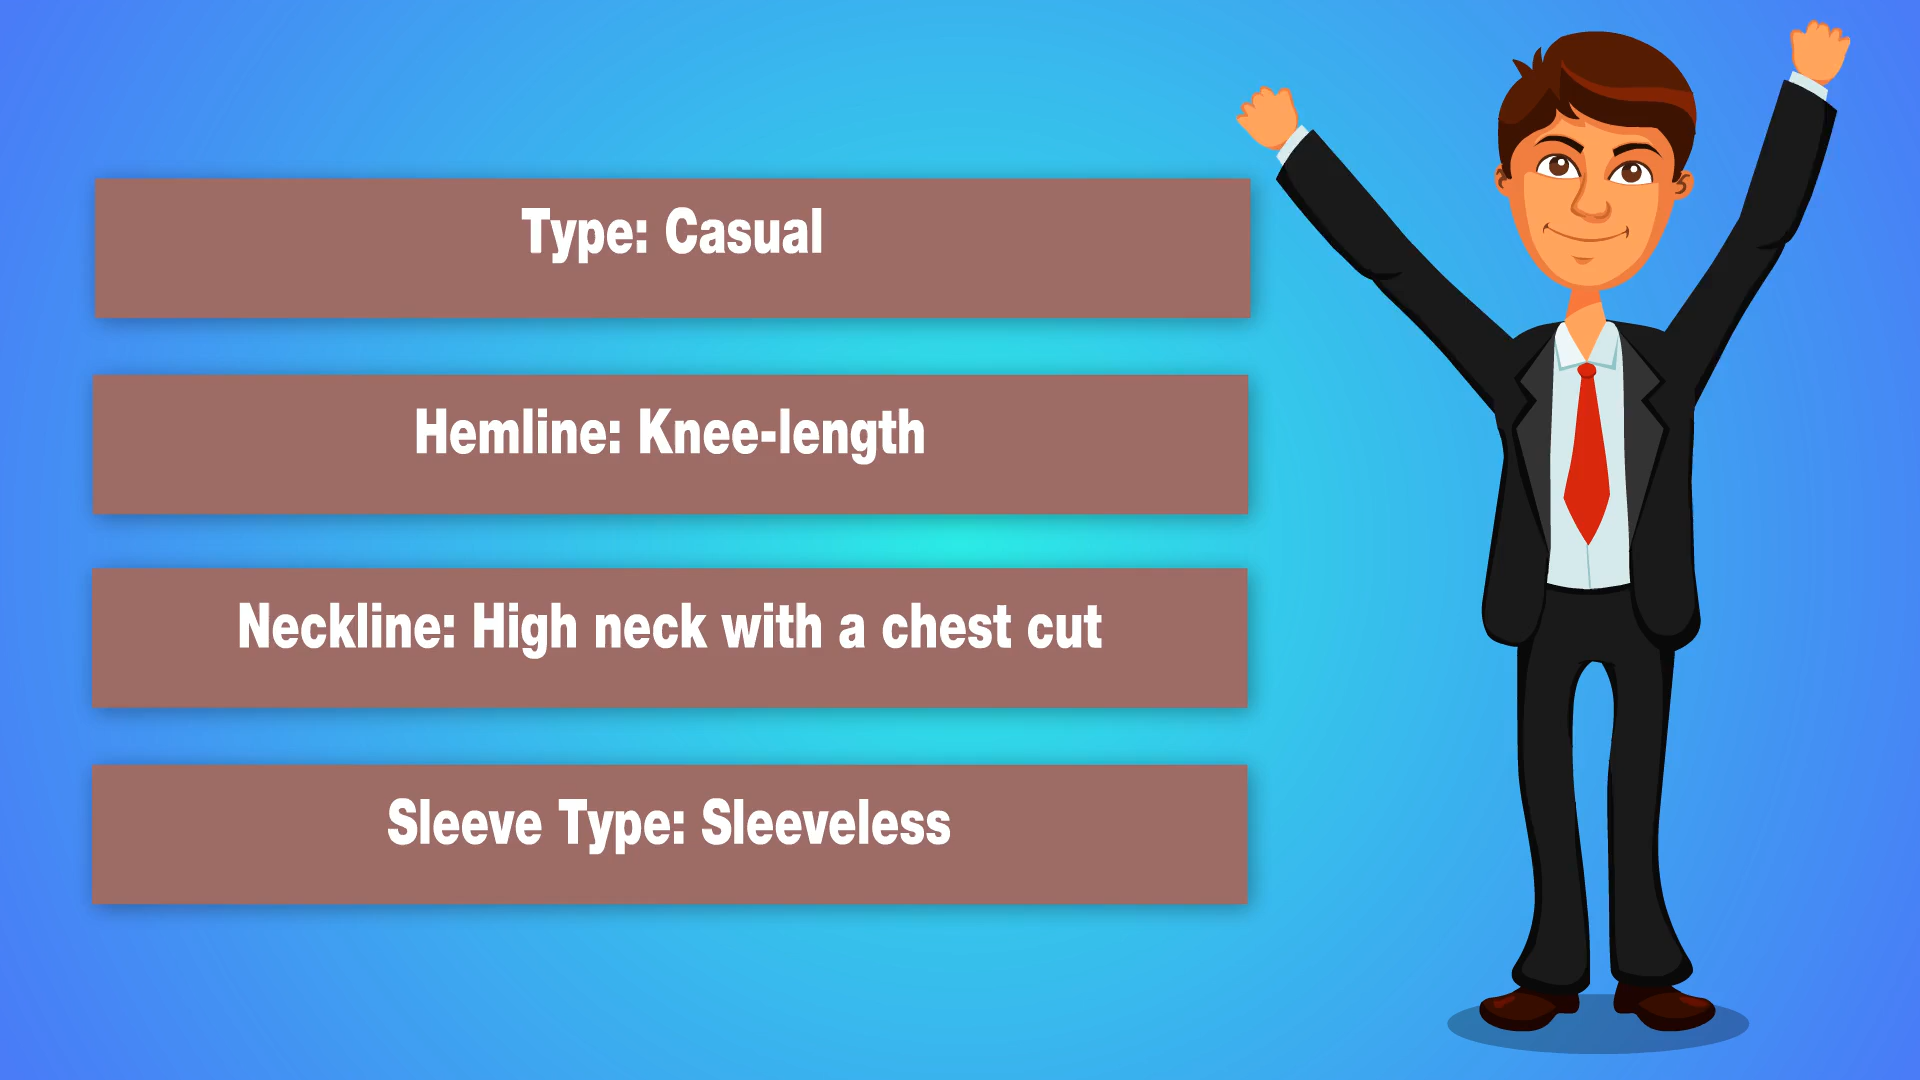 Type: Casual
Hemline: Knee-length
Neckline: High neck with a chest cut
Sleeve Type: Sleeveless